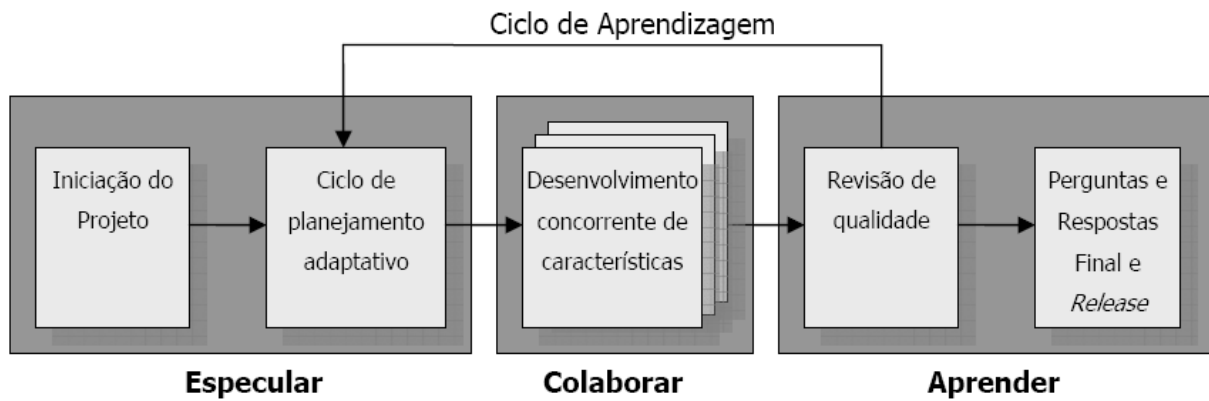 Ciclo de Aprendizagem
Iniciação do
Projeto
Ciclo de
planejamento
adaptativo
Desenvolvimento
concorrente de
características
Revisão de
qualidade
Perguntas e
Respostas
Final e
Release
Especular
Colaborar
Aprender